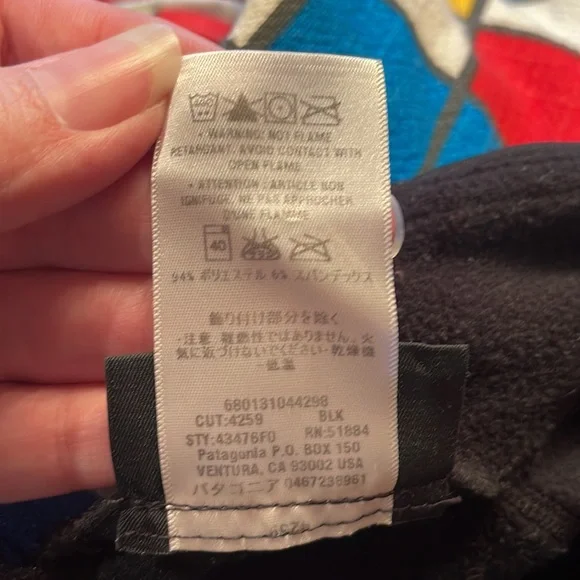 • WARNING: NOT FLAME
RETARDANT. AVOID CONTACT WITH
OPEN FLAME.
• ATTENTION : ARTICLE NON
IGNIFUGE. NE PAS APPROCHER
D'UNE FLAMME.
40
94% ポリエステル 6% スパンデックス
飾り付け部分を除く
・注意 難燃性ではありません。火
気に近づけないでください・乾燥機
・低温
680131044298
CUT:4259 BLK
STY:43476F0 RN:51884
Patagonia P.O. BOX 150
VENTURA, CA 93002 USA
パタゴニア 0467238961